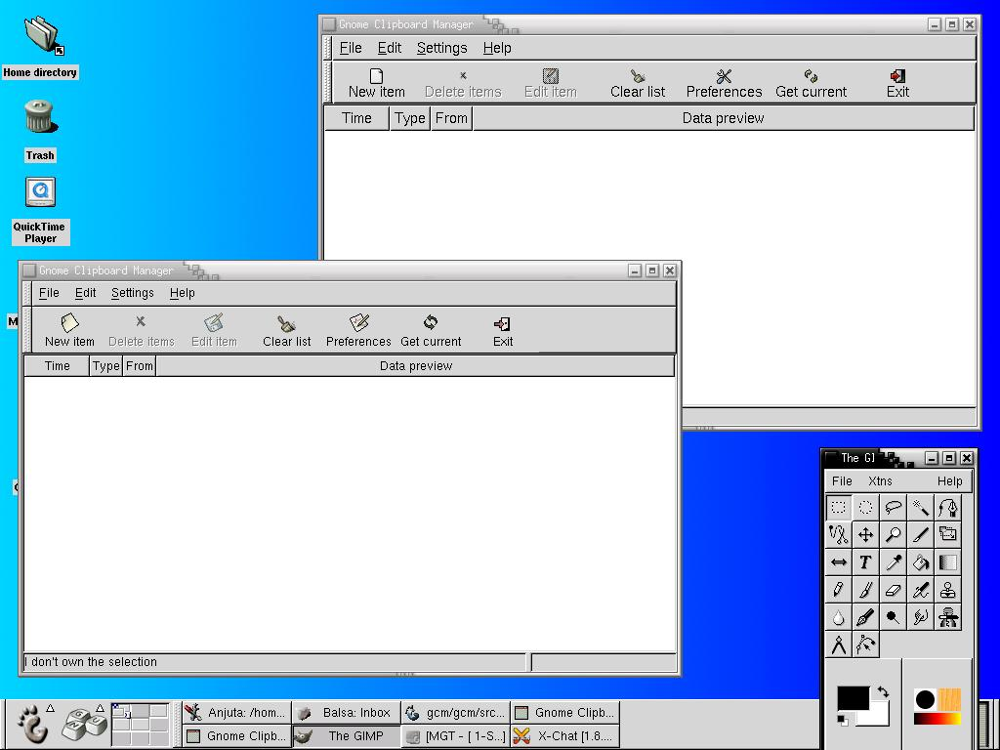 Home directory
Trash
QuickTime
Player
Gnome Clipboard Manager
File Edit Settings Help
New item Delete items Edit item Clear list Preferences Get current Exit
Time Type From Data preview
Gnome Clipboard Manager
File Edit Settings Help
New item Delete items Edit item Clear list Preferences Get current Exit
Time Type From Data preview
I don't own the selection
M
The GI
File Xtns Help
Anjuta: /hom... Balsa: Inbox gcm/gcm/src... Gnome Clipb...
Gnome Clipb... The GIMP [MGT - [ 1-S...] X-Chat [1.8....